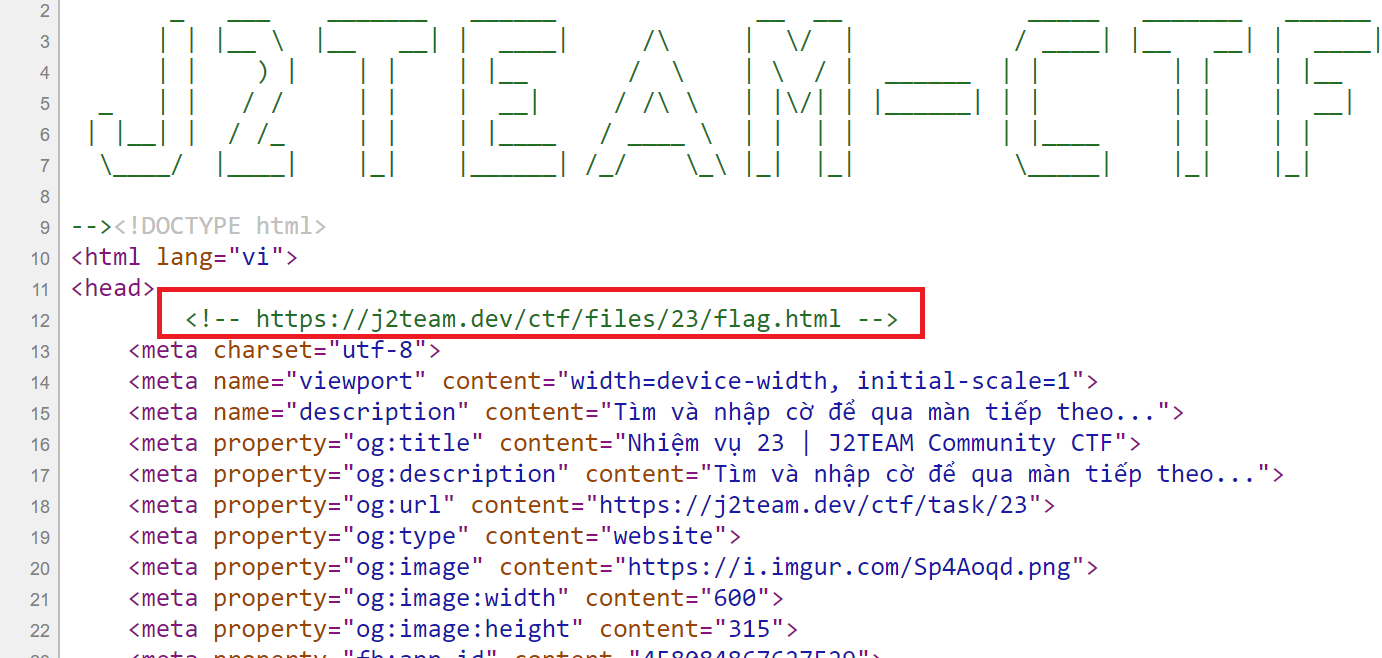 2
3
4
5
6
7
8
J2TEAM-CTF
9 --><!DOCTYPE html>
10 <html lang="vi">
11 <head>
12 <!-- https://j2team.dev/ctf/files/23/flag.html -->
13 <meta charset="utf-8">
14 <meta name="viewport" content="width=device-width, initial-scale=1">
15 <meta name="description" content="Tìm và nhập cờ để qua màn tiếp theo...">
16 <meta property="og:title" content="Nhiệm vụ 23 | J2TEAM Community CTF">
17 <meta property="og:description" content="Tìm và nhập cờ để qua màn tiếp theo...">
18 <meta property="og:url" content="https://j2team.dev/ctf/task/23">
19 <meta property="og:type" content="website">
20 <meta property="og:image" content="https://i.imgur.com/Sp4Aoqd.png">
21 <meta property="og:image:width" content="600">
22 <meta property="og:image:height" content="315">